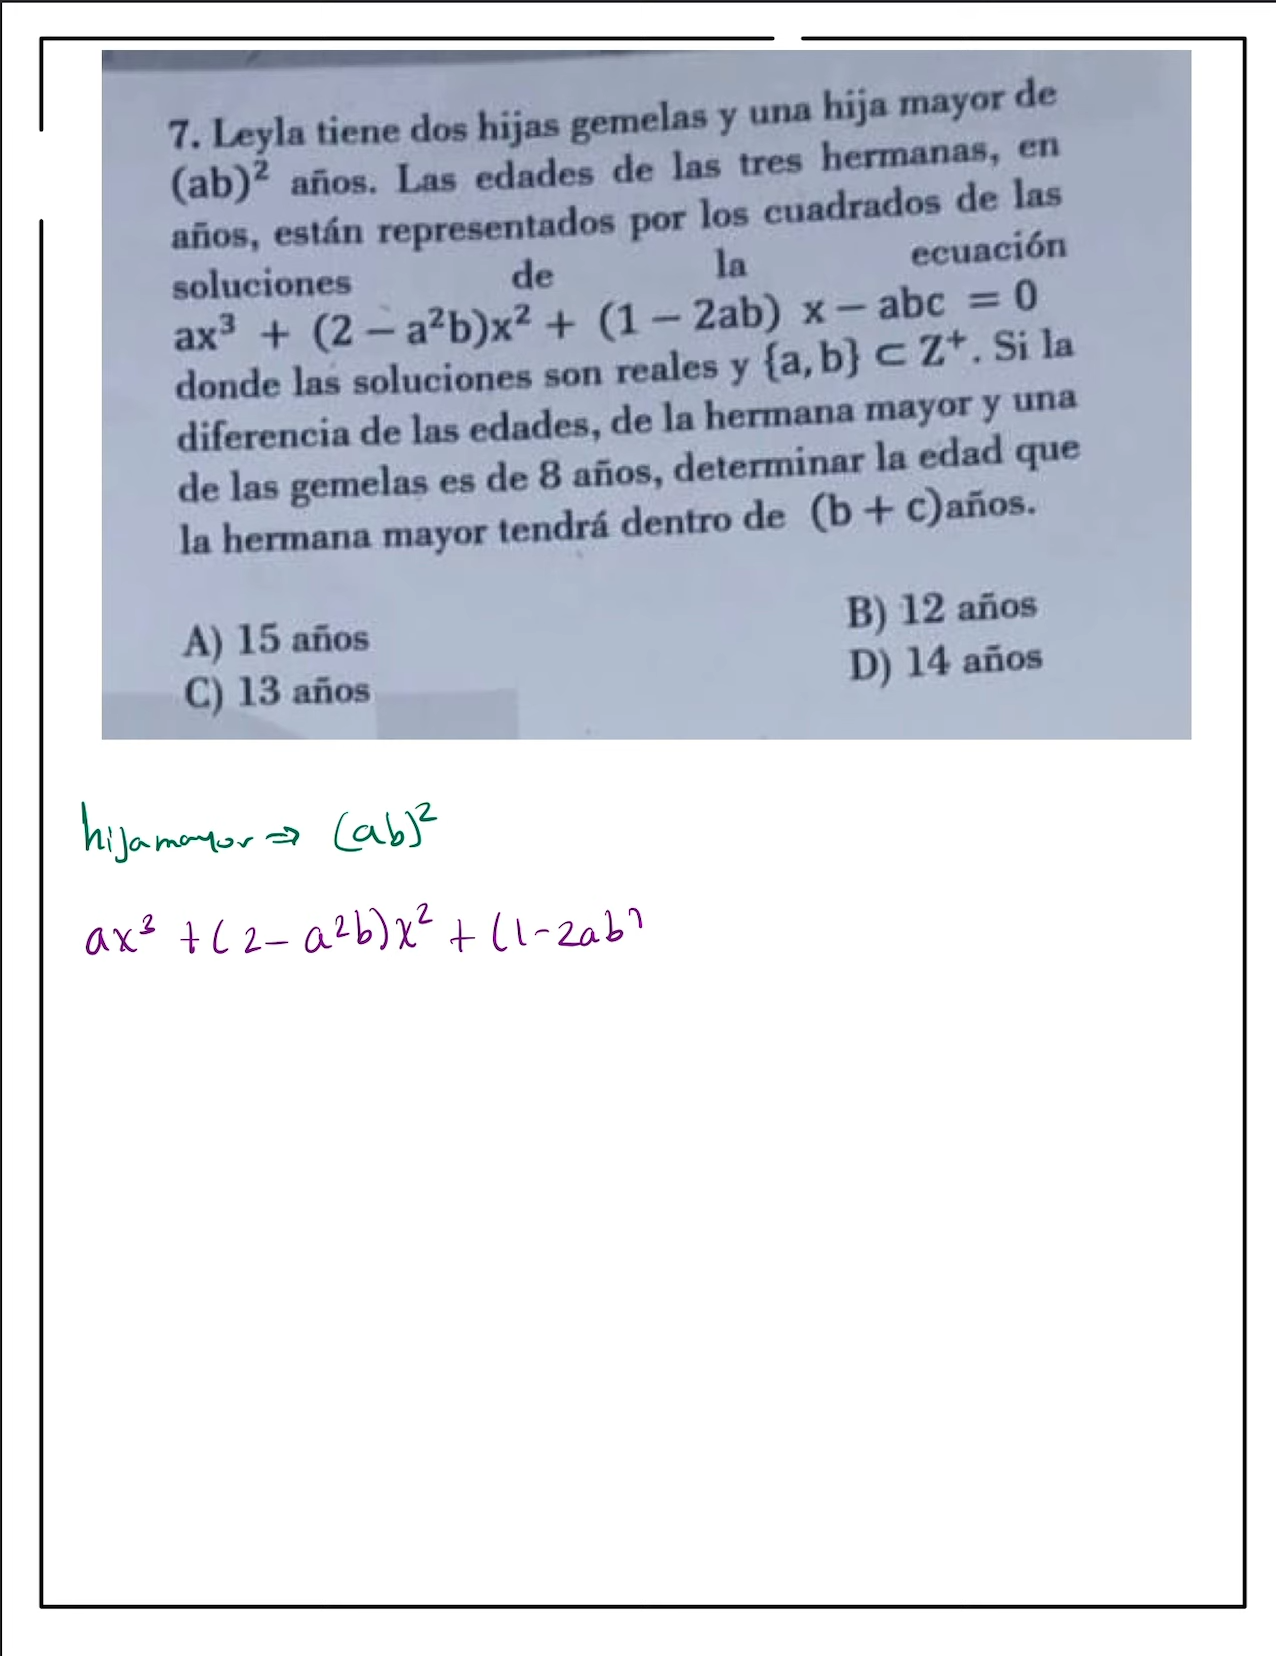 7. Leyla tiene dos hijas gemelas y una hija mayor de
(ab)² años. Las edades de las tres hermanas, en
años, están representados por los cuadrados de las
soluciones de la ecuación
ax³ + (2 − a²b)x² + (1 − 2ab) x − abc = 0
donde las soluciones son reales y {a, b} ⊂ Z⁺. Si la
diferencia de las edades, de la hermana mayor y una
de las gemelas es de 8 años, determinar la edad que
la hermana mayor tendrá dentro de (b + c)años.
A) 15 años
B) 12 años
C) 13 años
D) 14 años
hija mayor ⇒ (ab)²
ax³ + (2 − a²b)x² + (1−2ab)